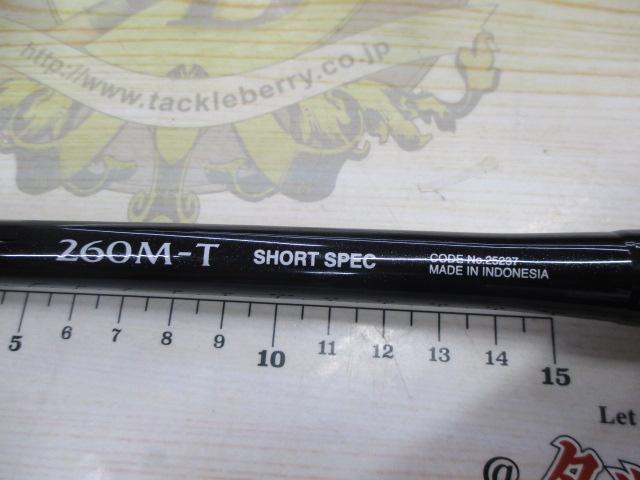 http://www.tackleberry.co.jp
260M-T SHORT SPEC
CODE No.25237
MADE IN INDONESIA
5 6 7 8 9 10 11 12 13 14 15
Let
@